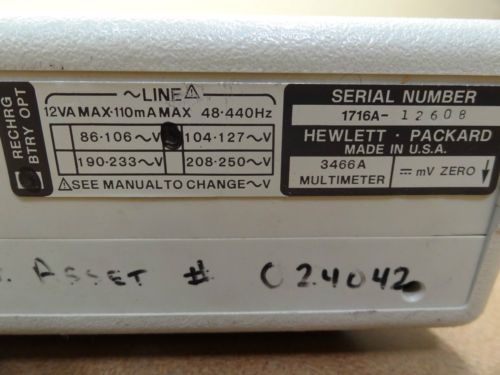 RECHRG
BTRY OPT
~LINE⚠
12VA MAX·110mA MAX 48·440Hz
86·106~V 104·127~V
190·233~V 208·250~V
⚠SEE MANUAL TO CHANGE~V
SERIAL NUMBER
1716A-12608
HEWLETT·PACKARD
MADE IN U.S.A.
3466A
MULTIMETER
⎓ mV ZERO ↓
ASSET # C24042